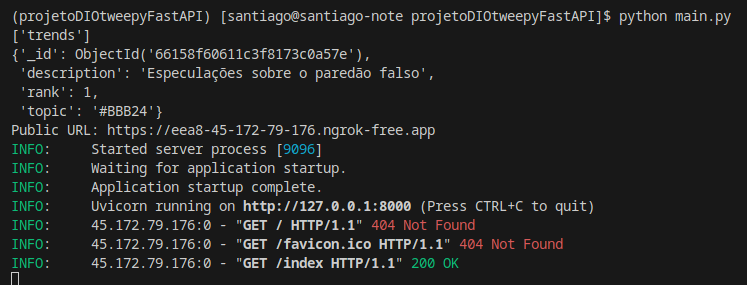 (projetoDIOtweepyFastAPI) [santiago@santiago-note projetoDIOtweepyFastAPI]$ python main.py
['trends']
{'_id': ObjectId('66158f60611c3f8173c0a57e'),
 'description': 'Especulações sobre o paredão falso',
 'rank': 1,
 'topic': '#BBB24'}
Public URL: https://eea8-45-172-79-176.ngrok-free.app
INFO:     Started server process [9096]
INFO:     Waiting for application startup.
INFO:     Application startup complete.
INFO:     Uvicorn running on http://127.0.0.1:8000 (Press CTRL+C to quit)
INFO:     45.172.79.176:0 - "GET / HTTP/1.1" 404 Not Found
INFO:     45.172.79.176:0 - "GET /favicon.ico HTTP/1.1" 404 Not Found
INFO:     45.172.79.176:0 - "GET /index HTTP/1.1" 200 OK